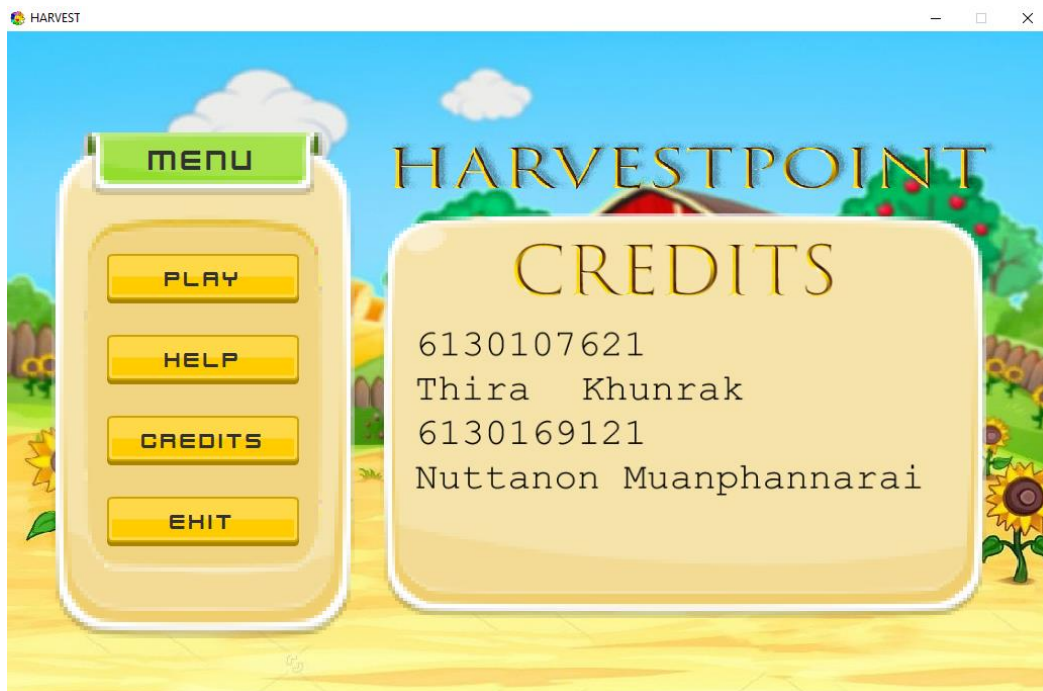 HARVEST
MENU
PLAY
HELP
CREDITS
EXIT
HARVESTPOINT
CREDITS
6130107621
Thira  Khunrak
6130169121
Nuttanon Muanphannarai